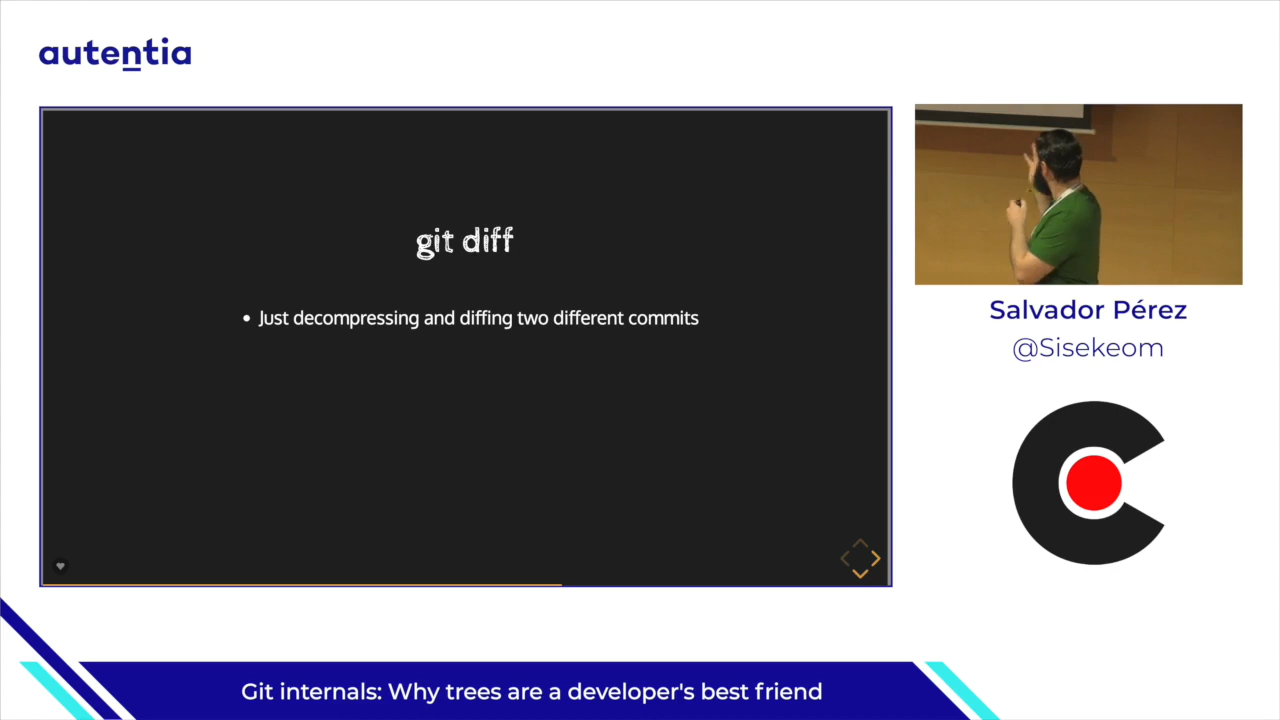 autentia
git diff
• Just decompressing and diffing two different commits
Salvador Pérez
@Sisekeom
Git internals: Why trees are a developer's best friend